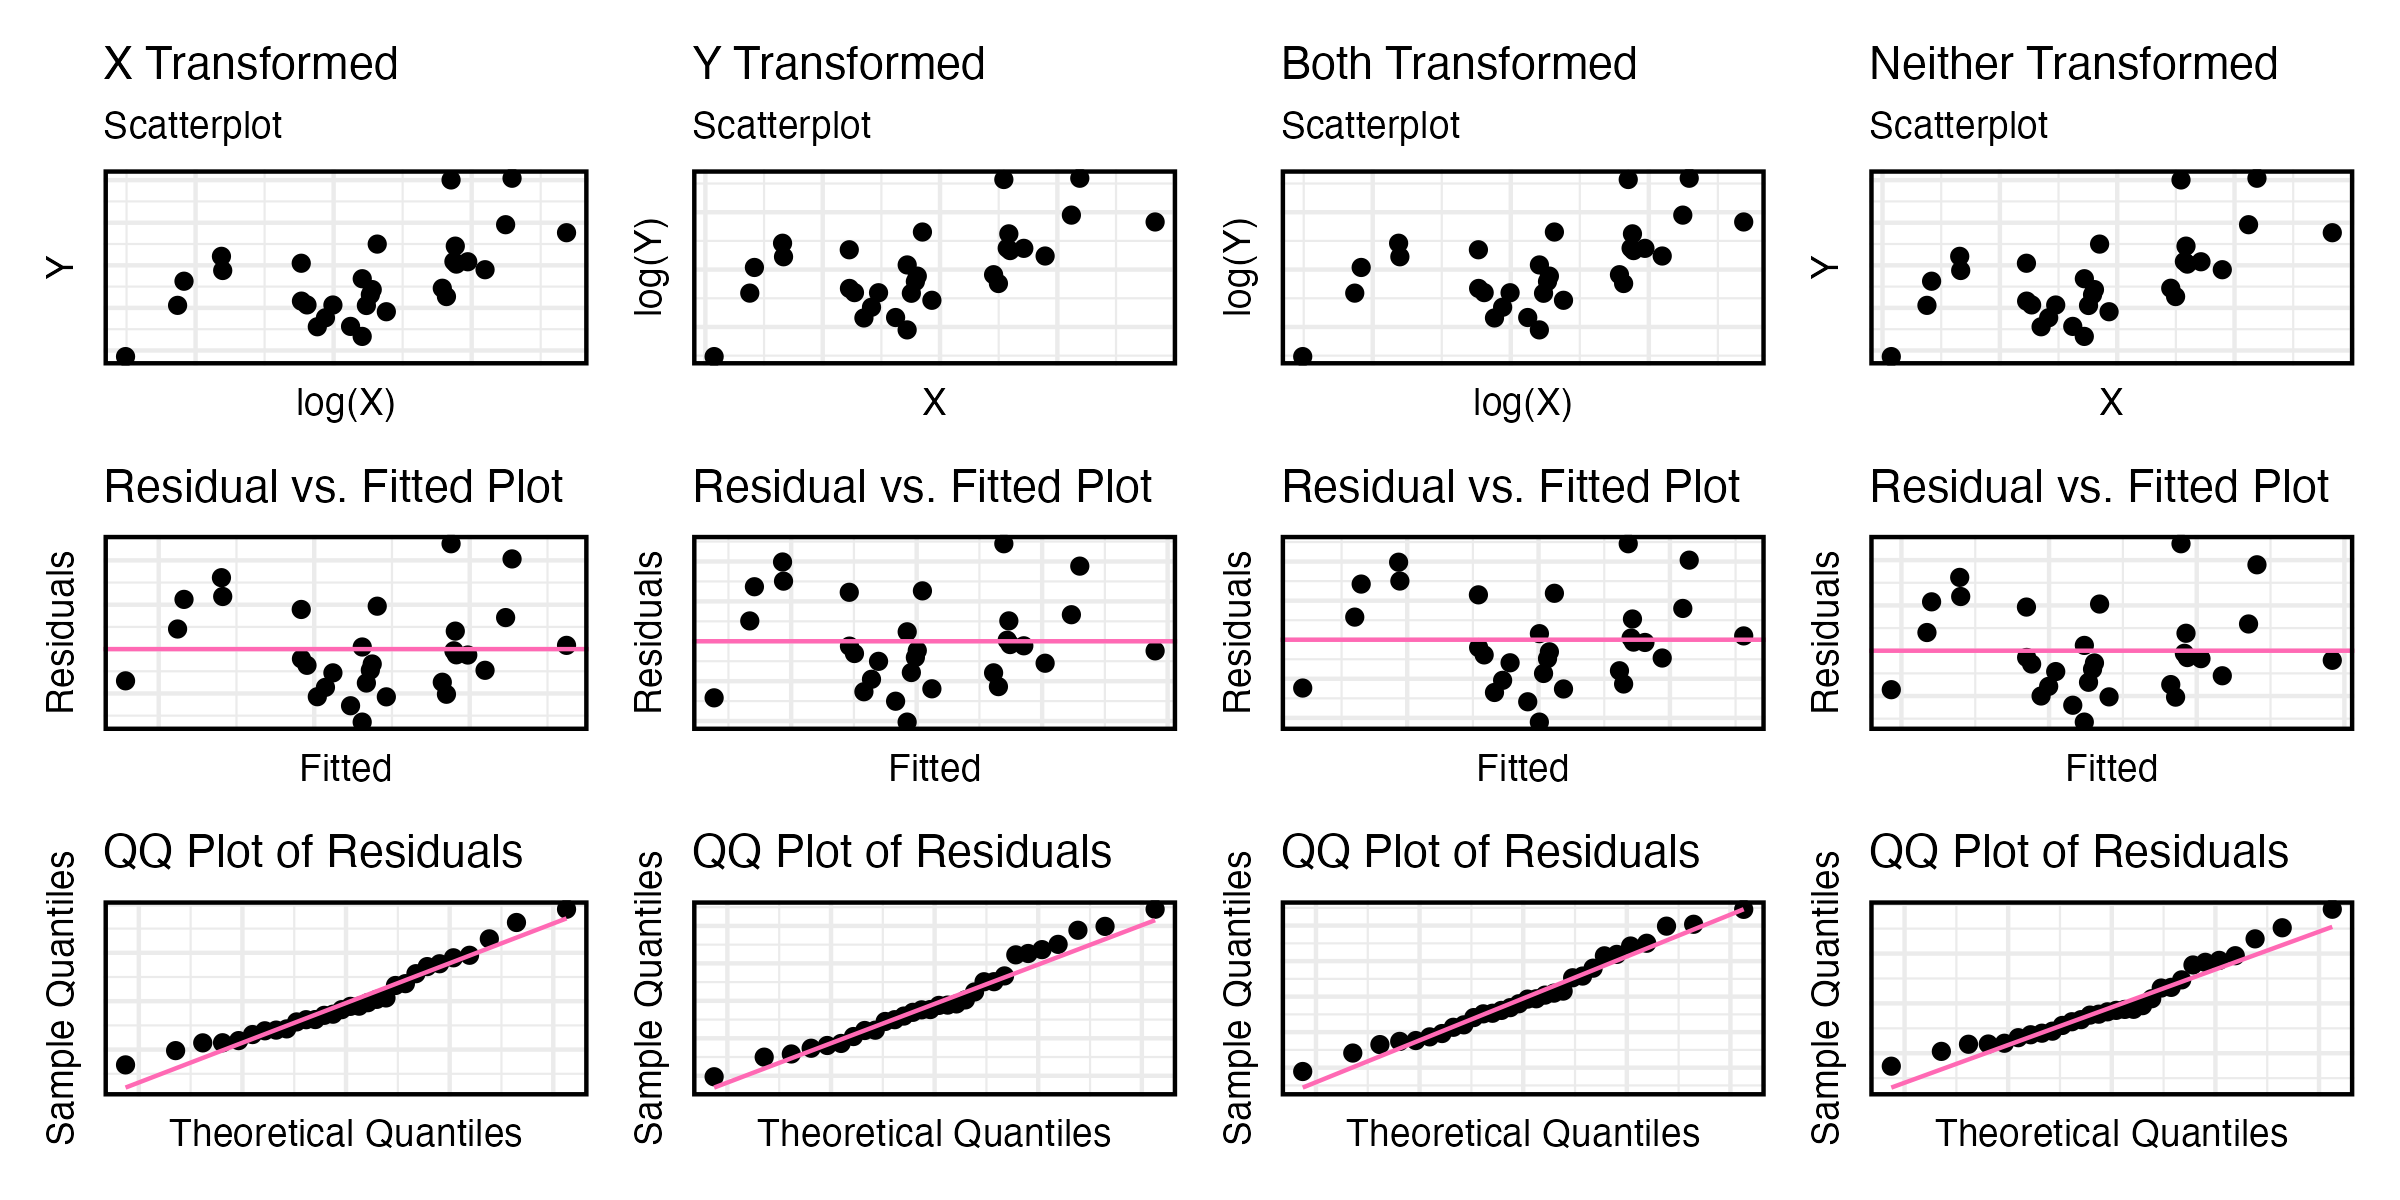 X Transformed
Scatterplot
Y
log(X)
Residual vs. Fitted Plot
Residuals
Fitted
QQ Plot of Residuals
Sample Quantiles
Theoretical Quantiles
Y Transformed
Scatterplot
log(Y)
X
Residual vs. Fitted Plot
Residuals
Fitted
QQ Plot of Residuals
Sample Quantiles
Theoretical Quantiles
Both Transformed
Scatterplot
log(Y)
log(X)
Residual vs. Fitted Plot
Residuals
Fitted
QQ Plot of Residuals
Sample Quantiles
Theoretical Quantiles
Neither Transformed
Scatterplot
Y
X
Residual vs. Fitted Plot
Residuals
Fitted
QQ Plot of Residuals
Sample Quantiles
Theoretical Quantiles